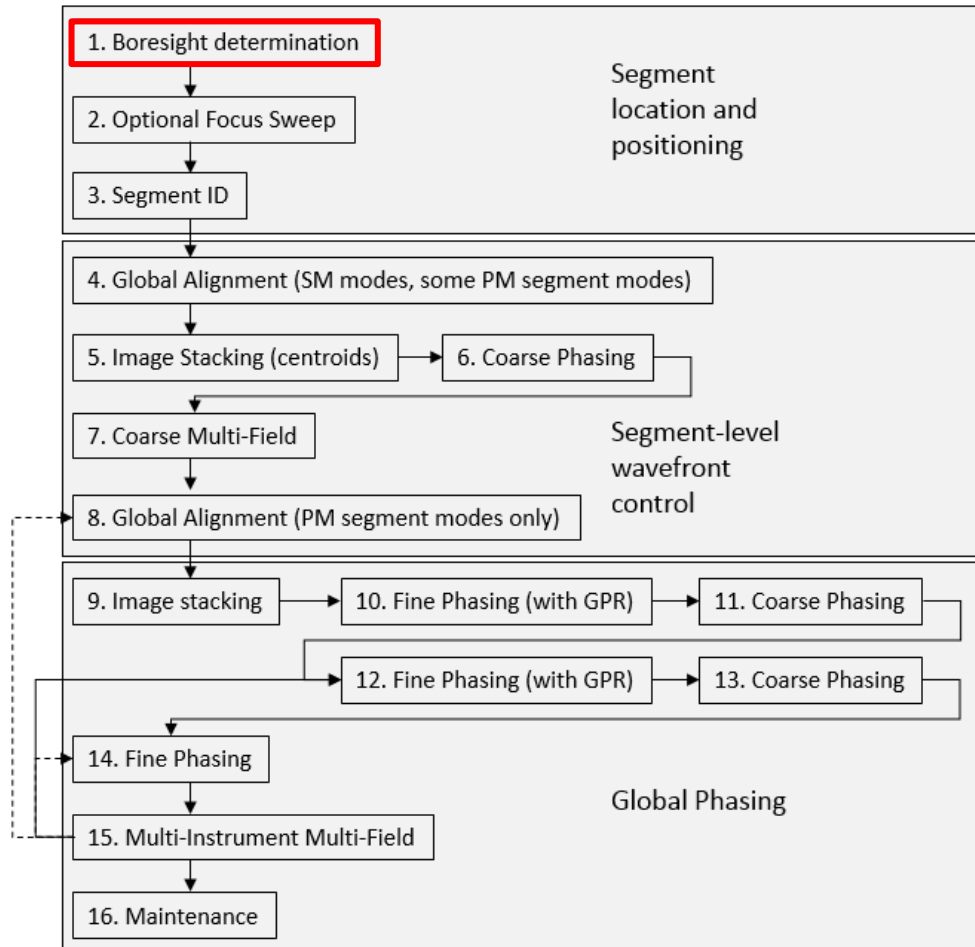 1. Boresight determination
Segment
location and
positioning
2. Optional Focus Sweep
3. Segment ID
4. Global Alignment (SM modes, some PM segment modes)
5. Image Stacking (centroids)
6. Coarse Phasing
7. Coarse Multi-Field
Segment-level
wavefront
control
8. Global Alignment (PM segment modes only)
9. Image stacking
10. Fine Phasing (with GPR)
11. Coarse Phasing
12. Fine Phasing (with GPR)
13. Coarse Phasing
14. Fine Phasing
Global Phasing
15. Multi-Instrument Multi-Field
16. Maintenance